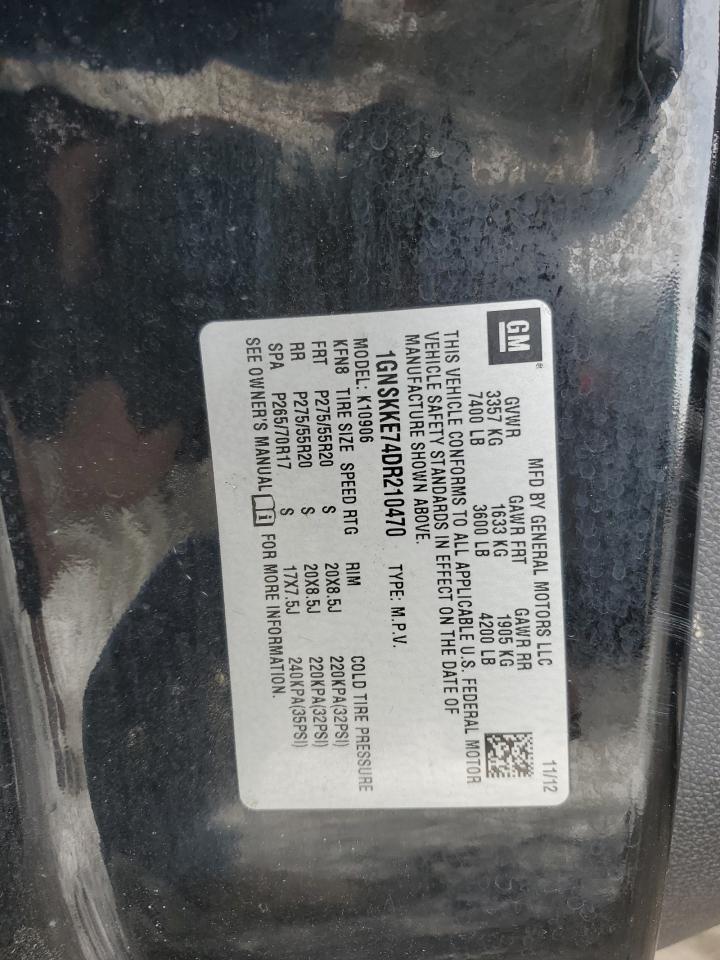 GM®
MFD BY GENERAL MOTORS LLC 11/12
GVWR GAWR FRT GAWR RR
3357 KG 1633 KG 1905 KG
7400 LB 3600 LB 4200 LB
THIS VEHICLE CONFORMS TO ALL APPLICABLE U.S. FEDERAL MOTOR
VEHICLE SAFETY STANDARDS IN EFFECT ON THE DATE OF
MANUFACTURE SHOWN ABOVE.
1GNSKKE74DR210470 TYPE: M.P.V.
MODEL: K10906
KFN8 TIRE SIZE SPEED RTG RIM COLD TIRE PRESSURE
FRT P275/55R20 S 20X8.5J 220KPA(32PSI)
RR P275/55R20 S 20X8.5J 220KPA(32PSI)
SPA P265/70R17 S 17X7.5J 240KPA(35PSI)
SEE OWNER'S MANUAL FOR MORE INFORMATION.